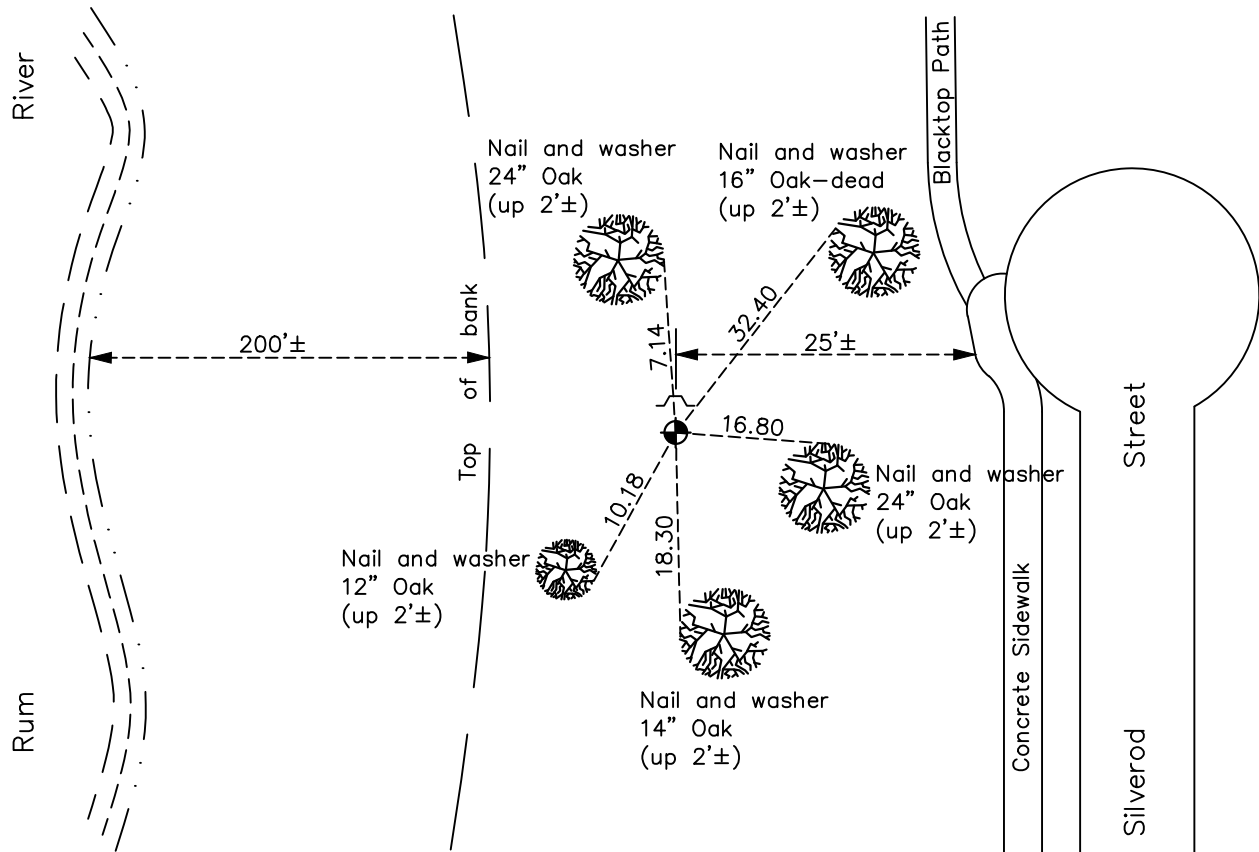 River
Rum
200'±
Top of bank
Nail and washer
24" Oak
(up 2'±)
Nail and washer
16" Oak-dead
(up 2'±)
7.14
32.40
25'±
16.80
10.18
18.30
Nail and washer
24" Oak
(up 2'±)
Nail and washer
12" Oak
(up 2'±)
Nail and washer
14" Oak
(up 2'±)
Blacktop Path
Concrete Sidewalk
Silverod Street